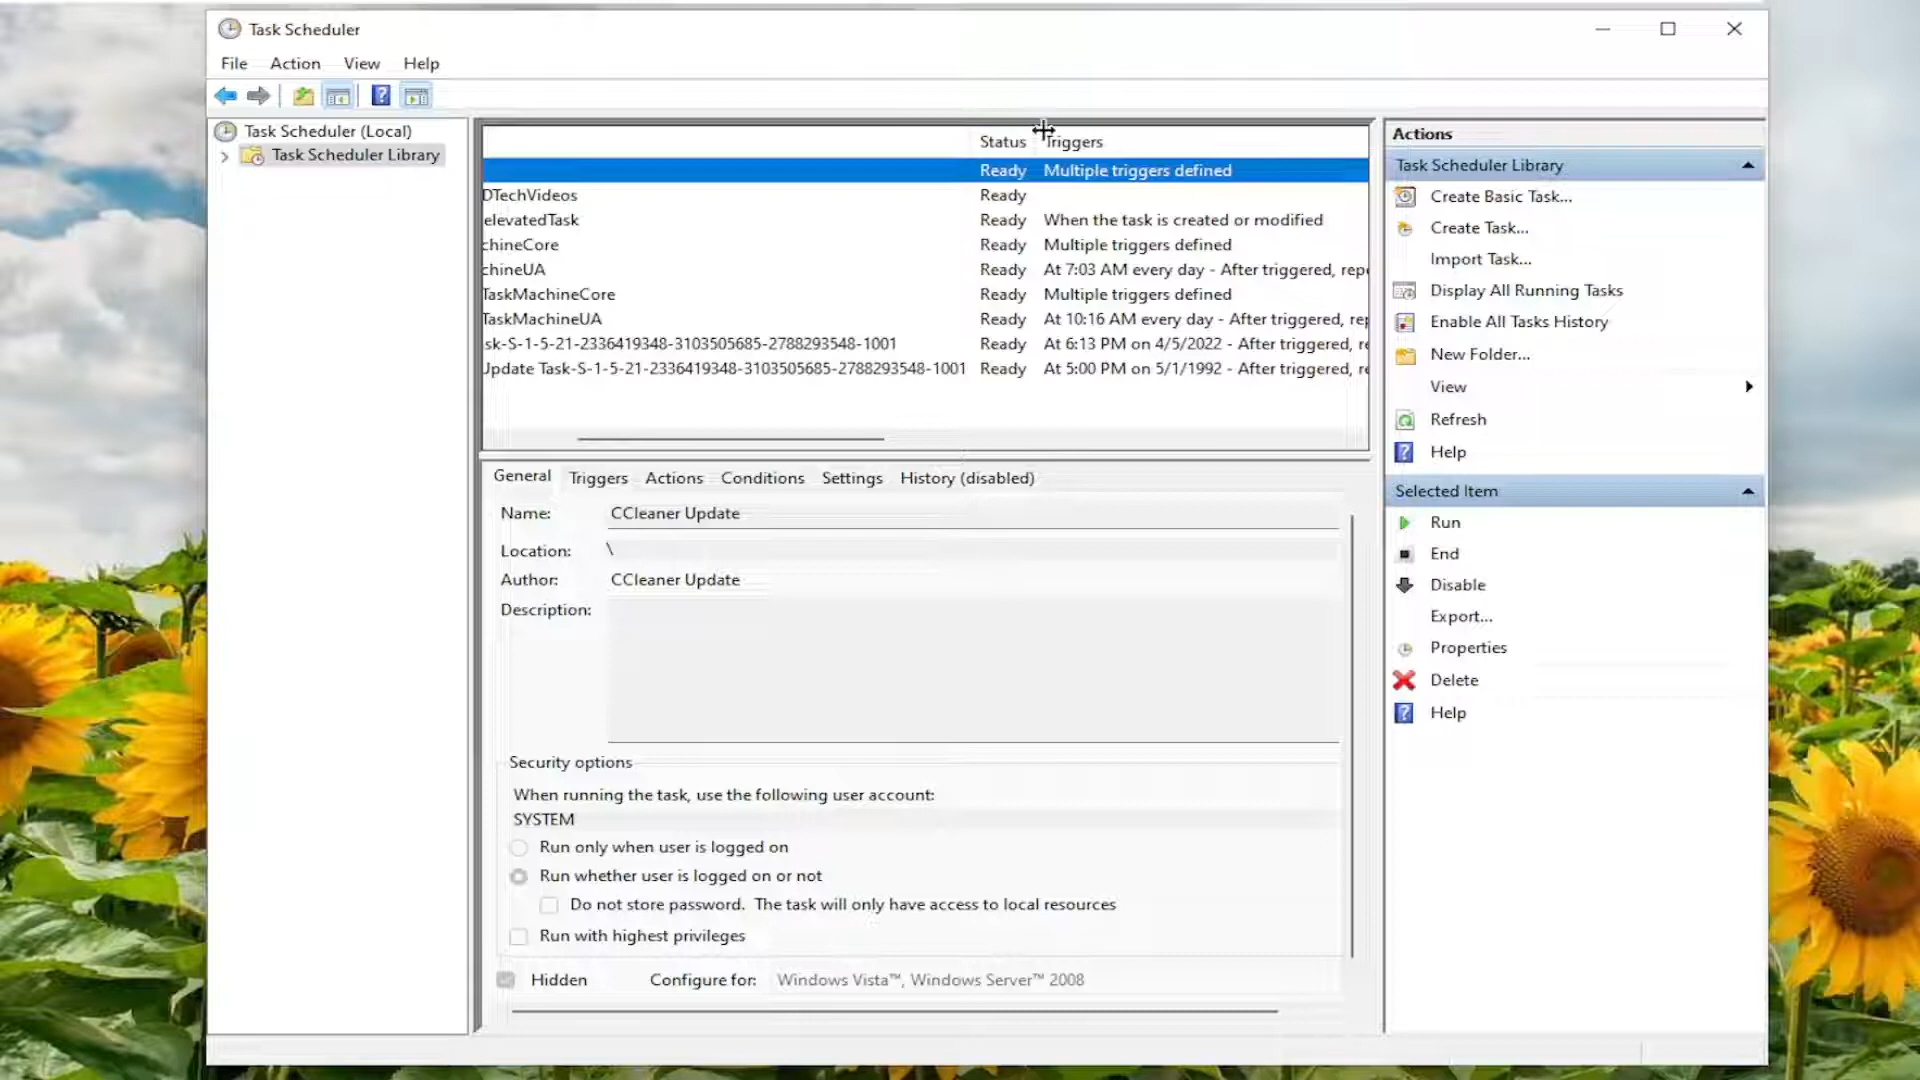 Task Scheduler
File Action View Help
Task Scheduler (Local)
Task Scheduler Library
Status Triggers
Ready Multiple triggers defined
DTechVideos Ready
elevatedTask Ready When the task is created or modified
chineCore Ready Multiple triggers defined
chineUA Ready At 7:03 AM every day - After triggered, repe
TaskMachineCore Ready Multiple triggers defined
TaskMachineUA Ready At 10:16 AM every day - After triggered, rep
sk-S-1-5-21-2336419348-3103505685-2788293548-1001 Ready At 6:13 PM on 4/5/2022 - After triggered, re
Update Task-S-1-5-21-2336419348-3103505685-2788293548-1001 Ready At 5:00 PM on 5/1/1992 - After triggered, re
General Triggers Actions Conditions Settings History (disabled)
Name: CCleaner Update
Location: \
Author: CCleaner Update
Description:
Security options
When running the task, use the following user account:
SYSTEM
Run only when user is logged on
Run whether user is logged on or not
Do not store password. The task will only have access to local resources
Run with highest privileges
Hidden Configure for: Windows Vista™, Windows Server™ 2008
Actions
Task Scheduler Library
Create Basic Task...
Create Task...
Import Task...
Display All Running Tasks
Enable All Tasks History
New Folder...
View
Refresh
Help
Selected Item
Run
End
Disable
Export...
Properties
Delete
Help